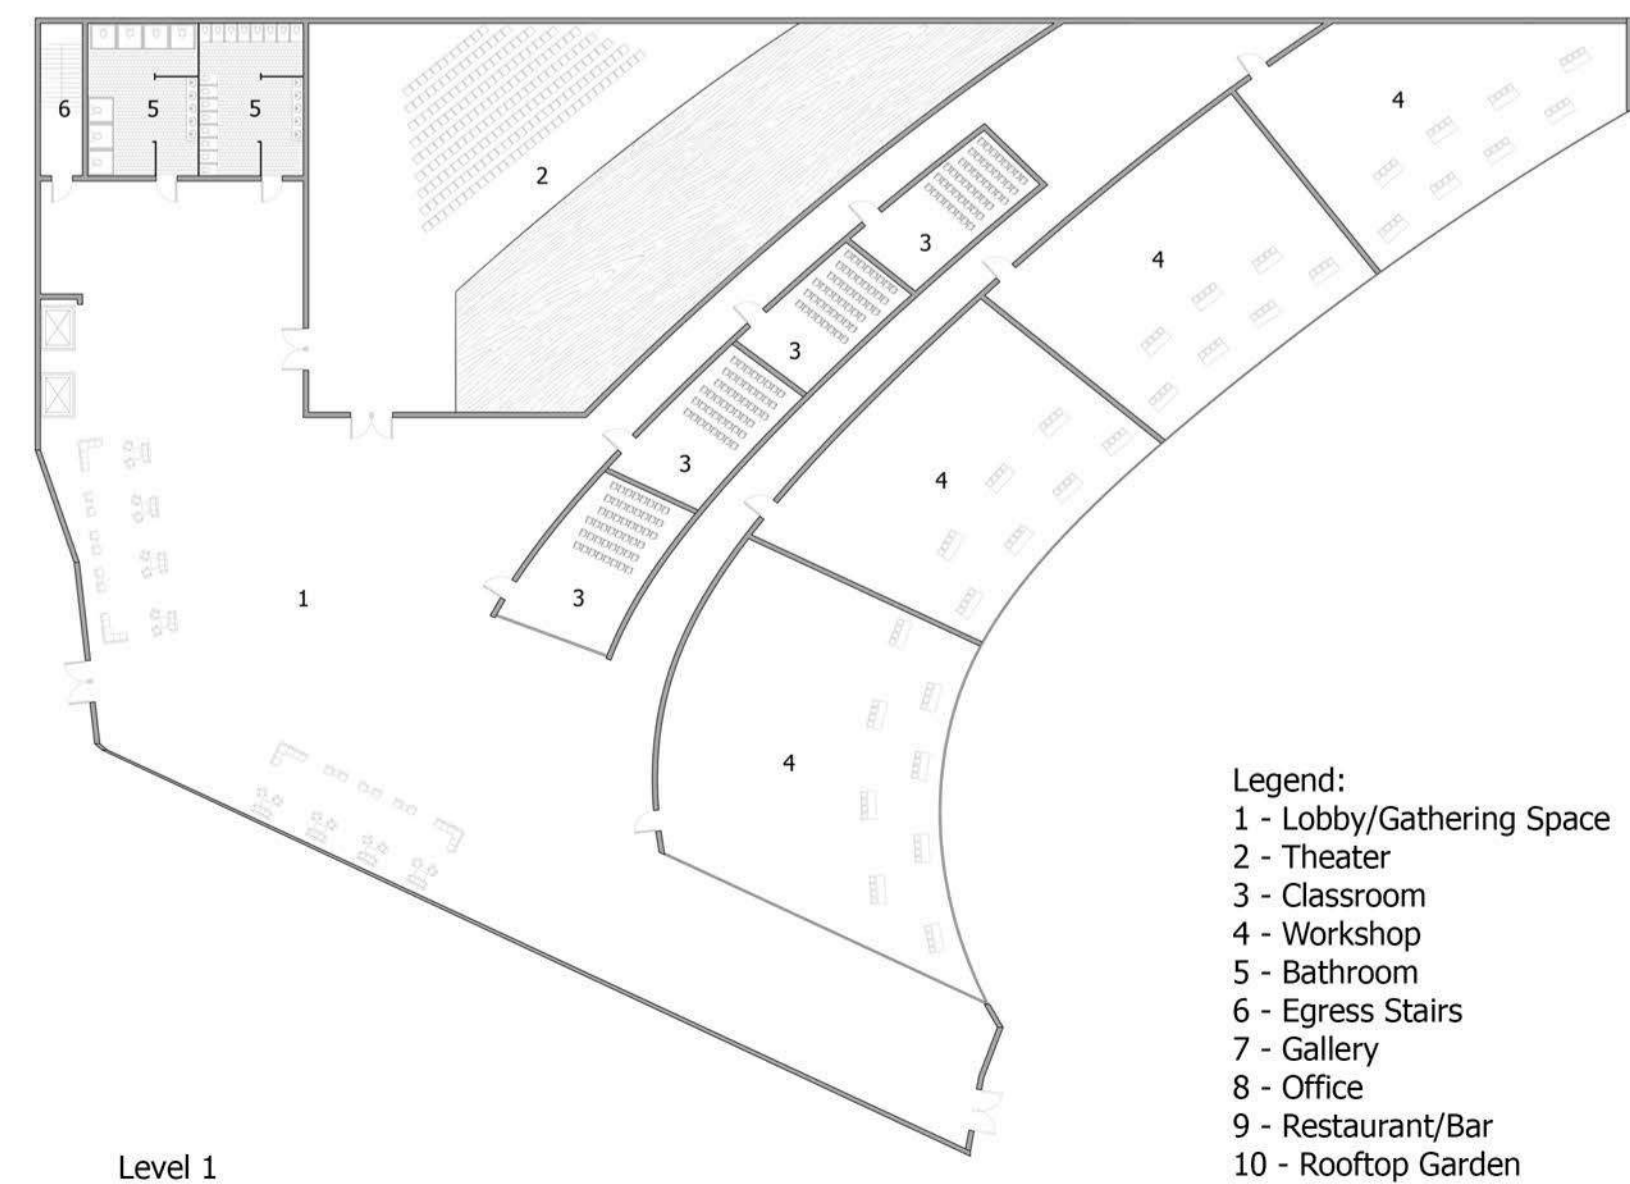 6
5
5
2
4
3
4
3
3
4
3
1
4
Legend:
1 - Lobby/Gathering Space
2 - Theater
3 - Classroom
4 - Workshop
5 - Bathroom
6 - Egress Stairs
7 - Gallery
8 - Office
9 - Restaurant/Bar
10 - Rooftop Garden
Level 1